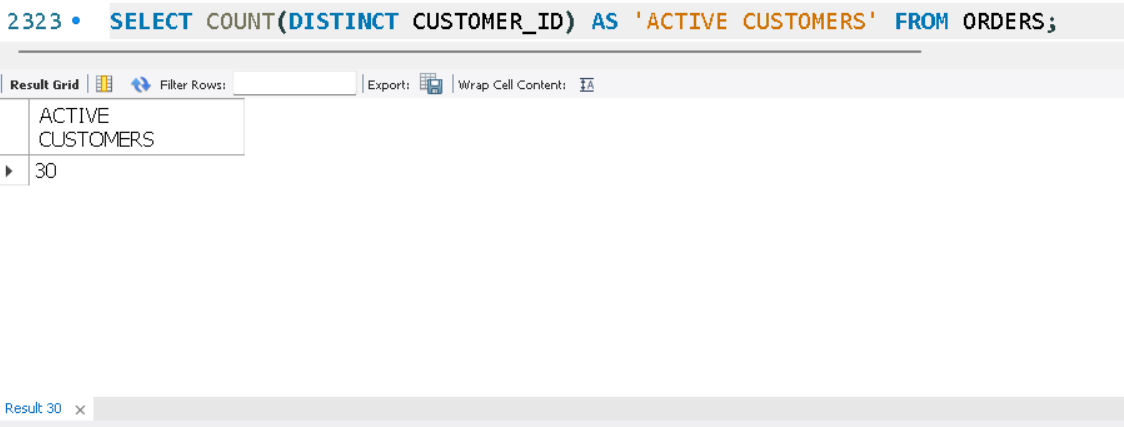 2323 • SELECT COUNT(DISTINCT CUSTOMER_ID) AS 'ACTIVE CUSTOMERS' FROM ORDERS;
Result Grid Filter Rows: Export: Wrap Cell Content: IA
ACTIVE
CUSTOMERS
30
Result 30 ×